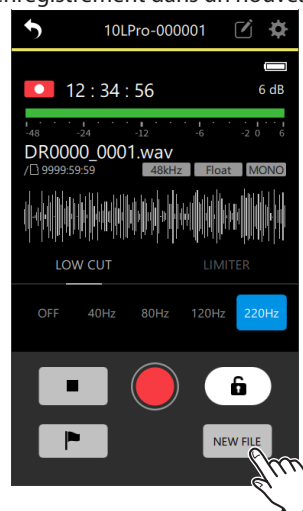 nregistrement dans un nouve
10LPro-000001
12 : 34 : 56 6 dB
-48 -24 -12 -6 -2 0 6
DR0000_0001.wav
/ 9999:59:59 48kHz Float MONO
LOW CUT LIMITER
OFF 40Hz 80Hz 120Hz 220Hz
NEW FILE